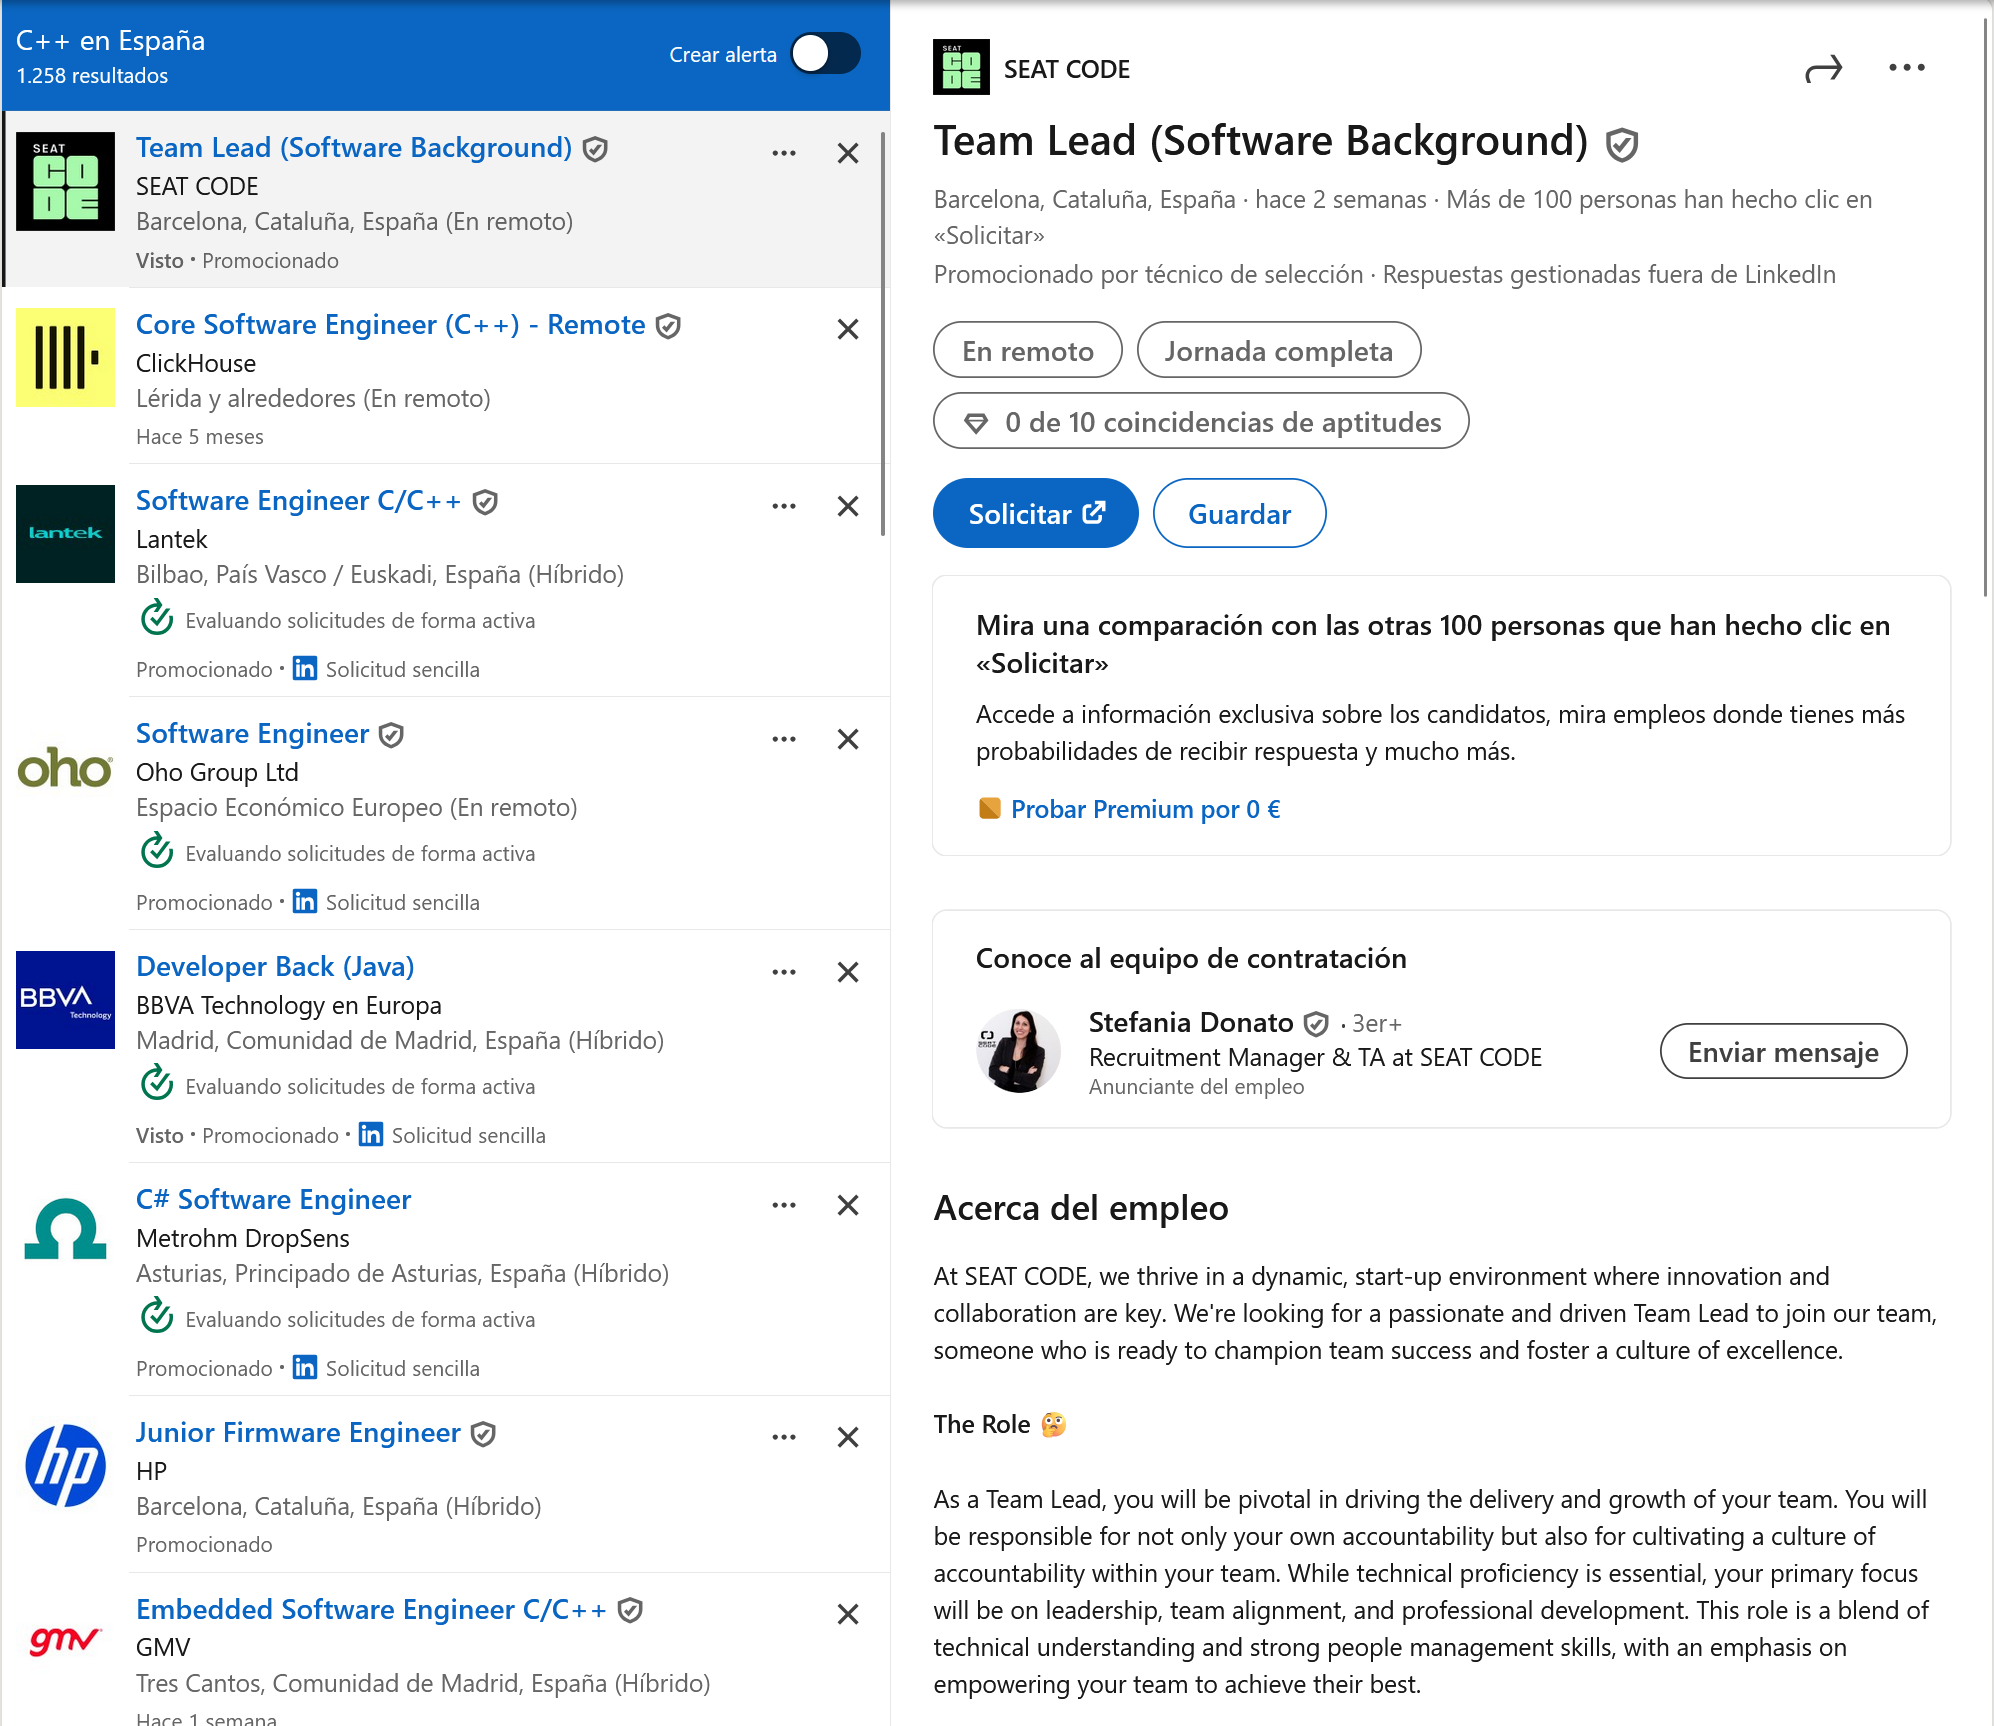 C++ en España
1.258 resultados
Crear alerta
SEAT
CO
DE
Team Lead (Software Background)
SEAT CODE
Barcelona, Cataluña, España (En remoto)
Visto · Promocionado
Core Software Engineer (C++) - Remote
ClickHouse
Lérida y alrededores (En remoto)
Hace 5 meses
lantek
Software Engineer C/C++
Lantek
Bilbao, País Vasco / Euskadi, España (Híbrido)
Evaluando solicitudes de forma activa
Promocionado · in Solicitud sencilla
oho
Software Engineer
Oho Group Ltd
Espacio Económico Europeo (En remoto)
Evaluando solicitudes de forma activa
Promocionado · in Solicitud sencilla
BBVA
Technology
Developer Back (Java)
BBVA Technology en Europa
Madrid, Comunidad de Madrid, España (Híbrido)
Evaluando solicitudes de forma activa
Visto · Promocionado · in Solicitud sencilla
C# Software Engineer
Metrohm DropSens
Asturias, Principado de Asturias, España (Híbrido)
Evaluando solicitudes de forma activa
Promocionado · in Solicitud sencilla
hp
Junior Firmware Engineer
HP
Barcelona, Cataluña, España (Híbrido)
Promocionado
gmv
Embedded Software Engineer C/C++
GMV
Tres Cantos, Comunidad de Madrid, España (Híbrido)
Hace 1 semana
SEAT
CO
DE
SEAT CODE
Team Lead (Software Background)
Barcelona, Cataluña, España · hace 2 semanas · Más de 100 personas han hecho clic en
«Solicitar»
Promocionado por técnico de selección · Respuestas gestionadas fuera de LinkedIn
En remoto
Jornada completa
0 de 10 coincidencias de aptitudes
Solicitar
Guardar
Mira una comparación con las otras 100 personas que han hecho clic en
«Solicitar»
Accede a información exclusiva sobre los candidatos, mira empleos donde tienes más
probabilidades de recibir respuesta y mucho más.
Probar Premium por 0 €
Conoce al equipo de contratación
Stefania Donato · 3er+
Recruitment Manager & TA at SEAT CODE
Anunciante del empleo
Enviar mensaje
Acerca del empleo
At SEAT CODE, we thrive in a dynamic, start-up environment where innovation and
collaboration are key. We're looking for a passionate and driven Team Lead to join our team,
someone who is ready to champion team success and foster a culture of excellence.
The Role 🤔
As a Team Lead, you will be pivotal in driving the delivery and growth of your team. You will
be responsible for not only your own accountability but also for cultivating a culture of
accountability within your team. While technical proficiency is essential, your primary focus
will be on leadership, team alignment, and professional development. This role is a blend of
technical understanding and strong people management skills, with an emphasis on
empowering your team to achieve their best.